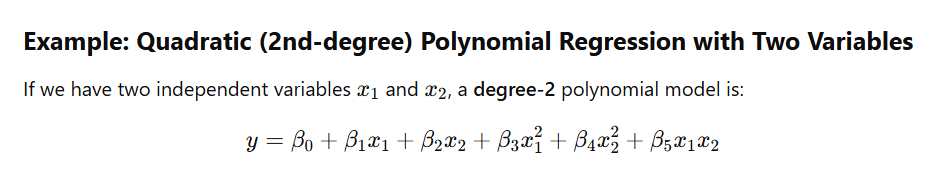 Example: Quadratic (2nd-degree) Polynomial Regression with Two Variables
If we have two independent variables x₁ and x₂, a degree-2 polynomial model is:
y = β₀ + β₁x₁ + β₂x₂ + β₃x₁² + β₄x₂² + β₅x₁x₂